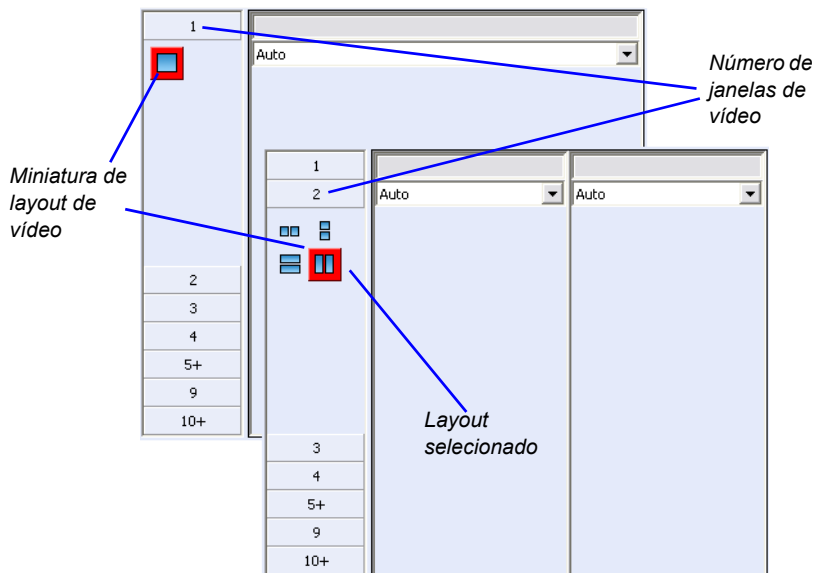 1
Auto
Número de
janelas de
vídeo
Miniatura de
layout de
vídeo
2
3
4
5+
9
10+
1
2
Auto
Auto
Layout
selecionado
3
4
5+
9
10+